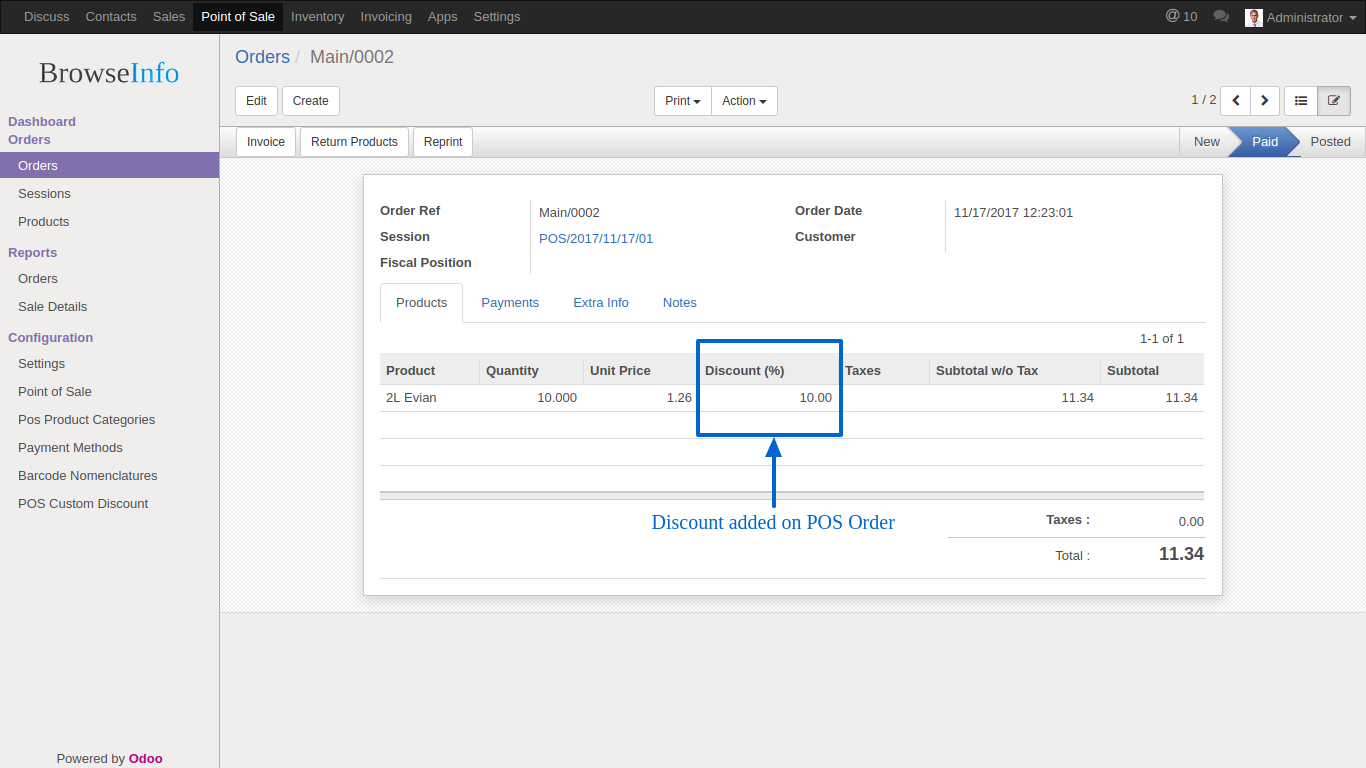 Discuss Contacts Sales Point of Sale Inventory Invoicing Apps Settings @ 10 Administrator
BrowseInfo
Dashboard
Orders
Orders
Sessions
Products
Reports
Orders
Sale Details
Configuration
Settings
Point of Sale
Pos Product Categories
Payment Methods
Barcode Nomenclatures
POS Custom Discount
Powered by Odoo
Orders / Main/0002
Edit Create Print Action 1 / 2
Invoice Return Products Reprint New Paid Posted
Order Ref Main/0002 Order Date 11/17/2017 12:23:01
Session POS/2017/11/17/01 Customer
Fiscal Position
Products Payments Extra Info Notes
1-1 of 1
Product Quantity Unit Price Discount (%) Taxes Subtotal w/o Tax Subtotal
2L Evian 10.000 1.26 10.00 11.34 11.34
Discount added on POS Order
Taxes : 0.00
Total : 11.34